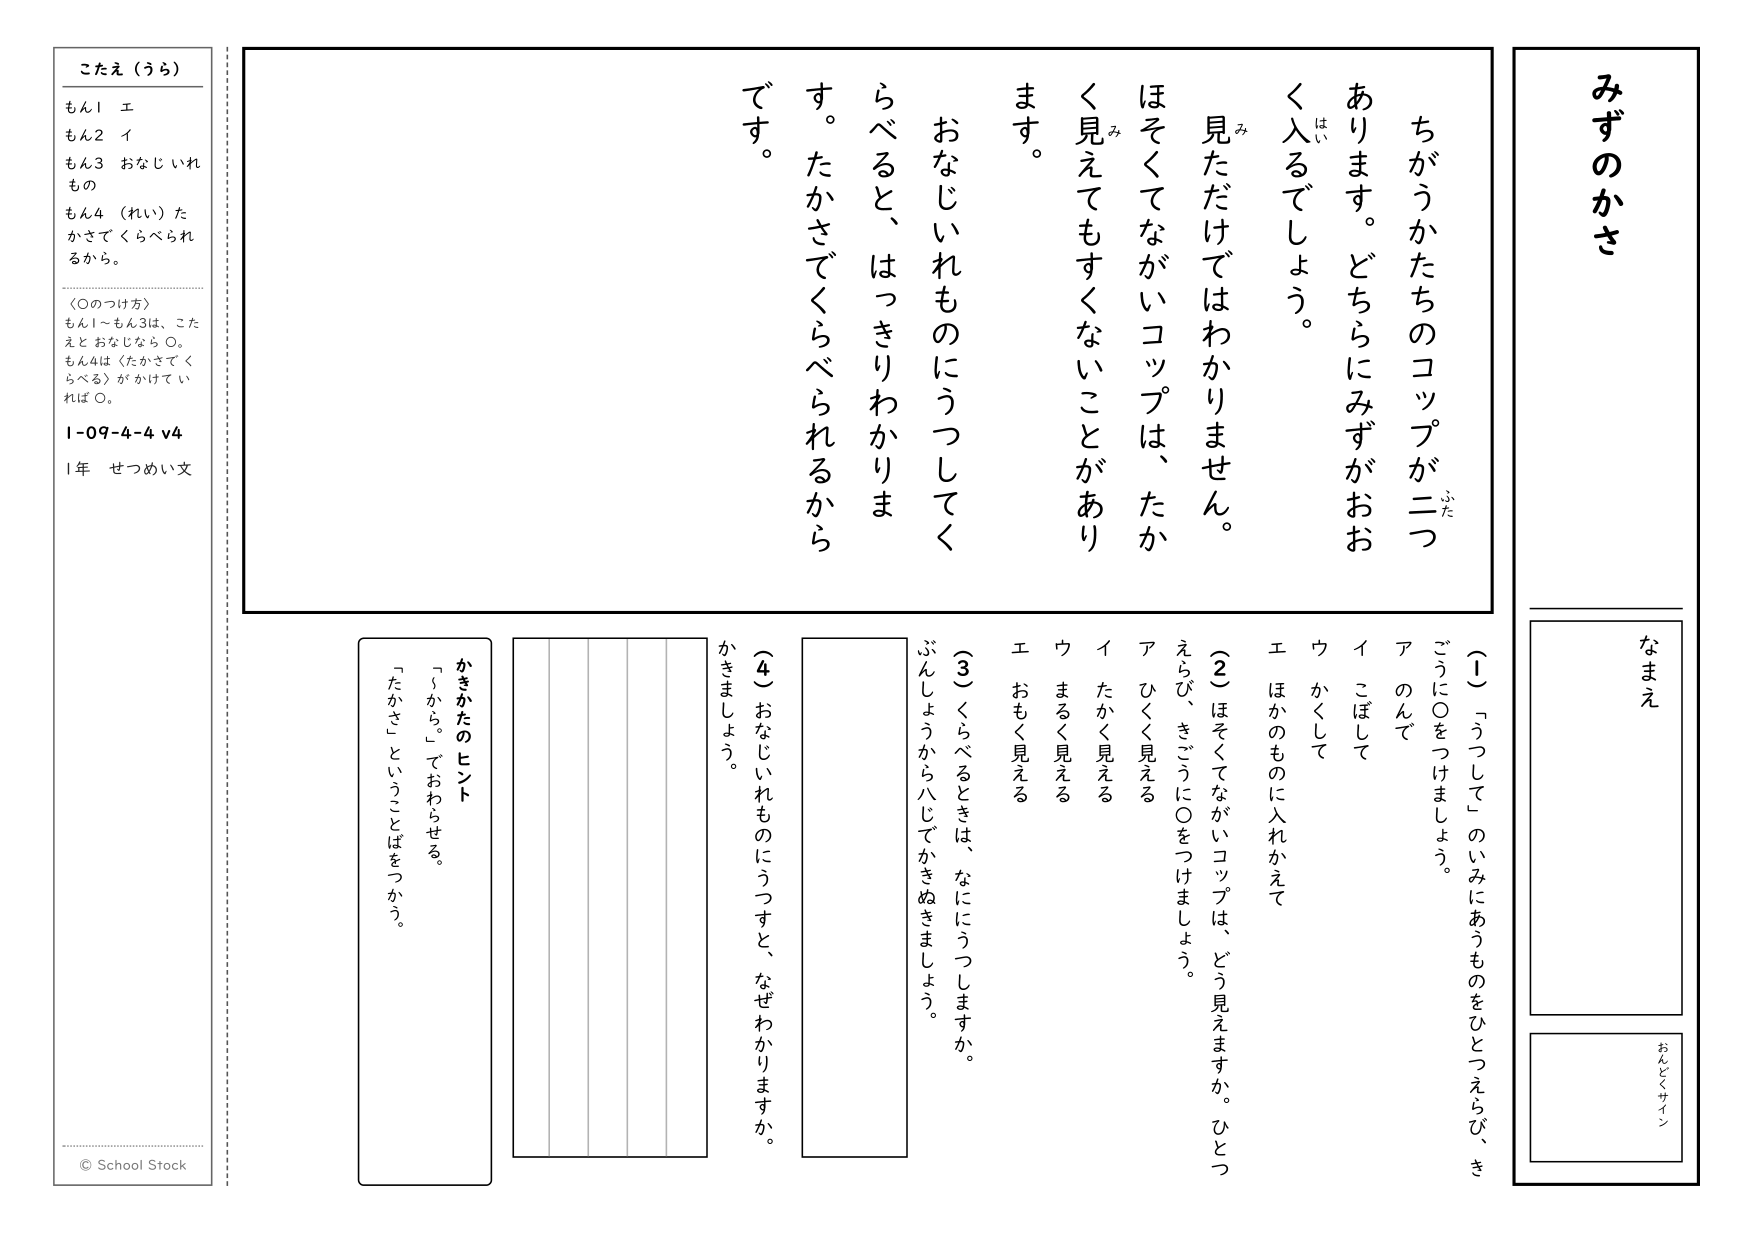 みずのかさ
なまえ
おんどくサイン
ちがうかたちのコップが二つ
ふた
あります。どちらにみずがおお
く入るでしょう。
はい
見ただけではわかりません。
み
ほそくてながいコップは、たか
く見えてもすくないことがあり
み
ます。
おなじいれものにうつしてく
らべると、はっきりわかりま
す。たかさでくらべられるから
です。
(1) 「うつして」のいみにあうものをひとつえらび、き
ごうに○をつけましょう。
ア のんで
イ こぼして
ウ かくして
エ ほかのものに入れかえて
(2) ほそくてながいコップは、どう見えますか。ひとつ
えらび、きごうに○をつけましょう。
ア ひくく見える
イ たかく見える
ウ まるく見える
エ おもく見える
(3) くらべるときは、なににうつしますか。
ぶんしょうから八じでかきぬきましょう。
(4) おなじいれものにうつすと、なぜわかりますか。
かきましょう。
かきかたの ヒント
「~から。」でおわらせる。
「たかさ」ということばをつかう。
こたえ(うら)
もん1 エ
もん2 イ
もん3 おなじ いれ
もの
もん4 (れい)た
かさで くらべられ
るから。
〈○のつけ方〉
もん1~もん3は、こた
えと おなじなら ○。
もん4は〈たかさで く
らべる〉が かけて い
れば ○。
1-09-4-4 v4
1年 せつめい文
© School Stock